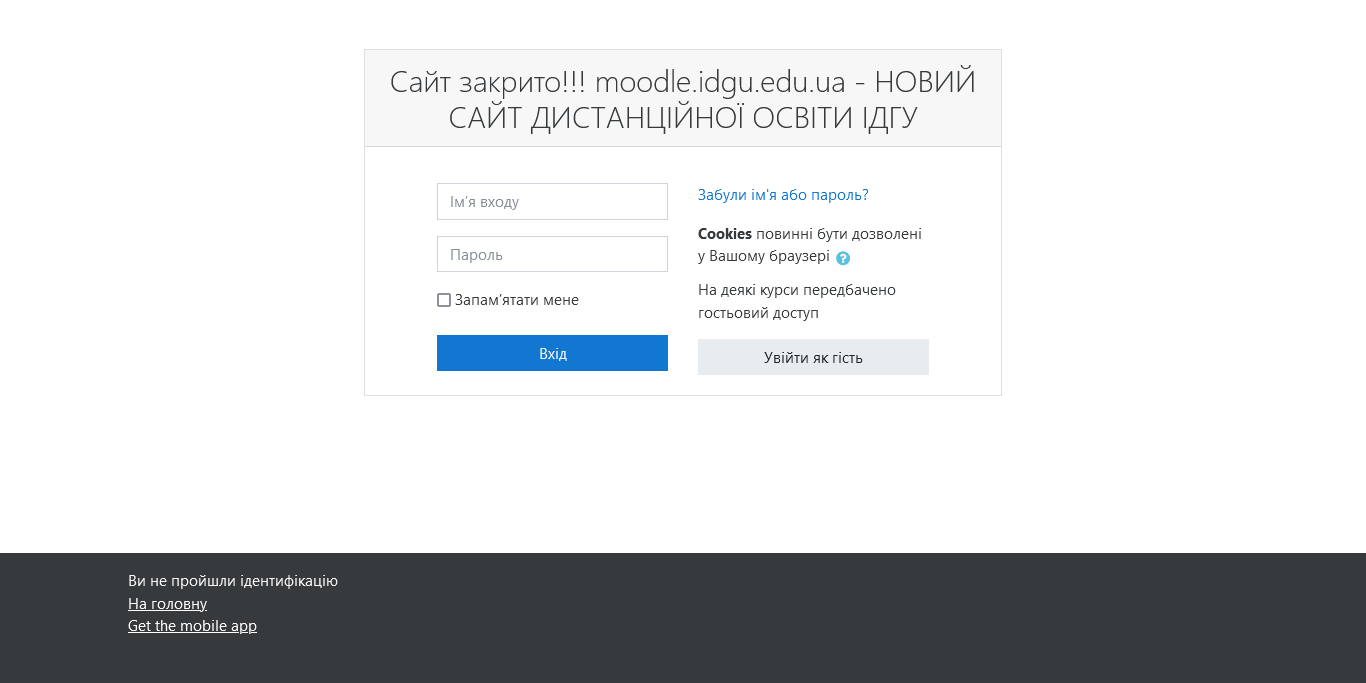 Сайт закрито!!! moodle.idgu.edu.ua - НОВИЙ
САЙТ ДИСТАНЦІЙНОЇ ОСВІТИ ІДГУ
Ім’я входу
Пароль
Запам’ятати мене
Вхід
Забули ім'я або пароль?
Cookies повинні бути дозволені
у Вашому браузері
На деякі курси передбачено
гостьовий доступ
Увійти як гість
Ви не пройшли ідентифікацію
На головну
Get the mobile app